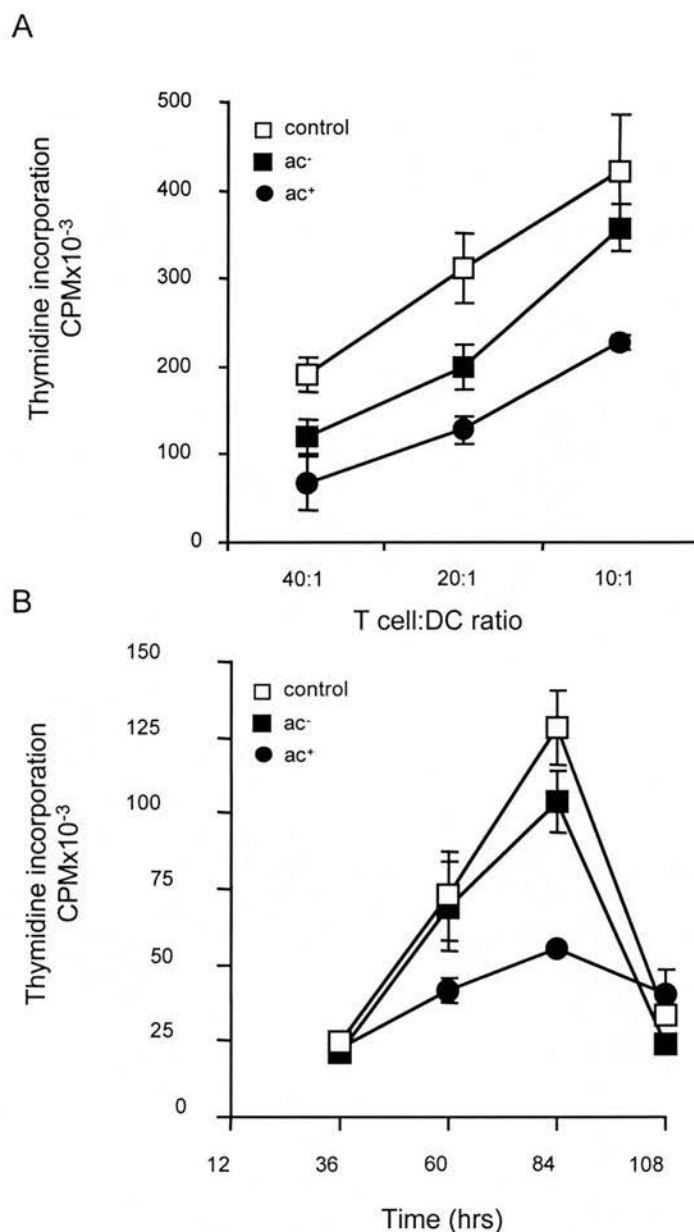 A
500
400
300
200
100
0
Thymidine incorporation
CPMx10⁻³
control
ac⁻
ac⁺
40:1
20:1
10:1
T cell:DC ratio
B
150
125
100
75
50
25
0
Thymidine incorporation
CPMx10⁻³
control
ac⁻
ac⁺
12
36
60
84
108
Time (hrs)